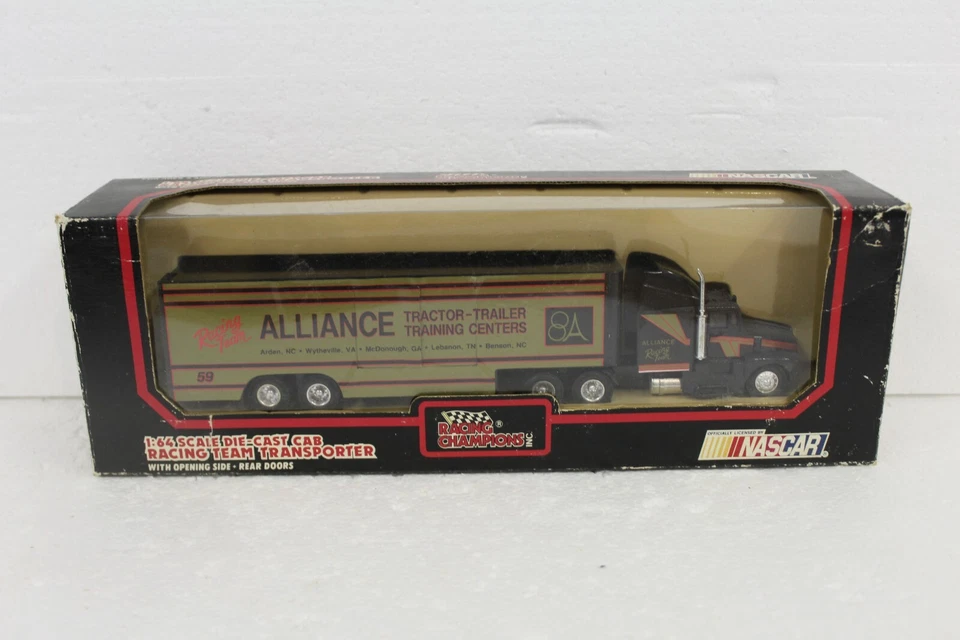 NASCAR
Racing
Team
ALLIANCE
TRACTOR-TRAILER
TRAINING CENTERS
8A
Arden, NC • Wytheville, VA • McDonough, GA • Lebanon, TN • Benson, NC
59
ALLIANCE
1:64 SCALE DIE-CAST CAB
RACING TEAM TRANSPORTER
WITH OPENING SIDE • REAR DOORS
RACING ®
CHAMPIONS INC.
OFFICIALLY LICENSED BY
NASCAR®